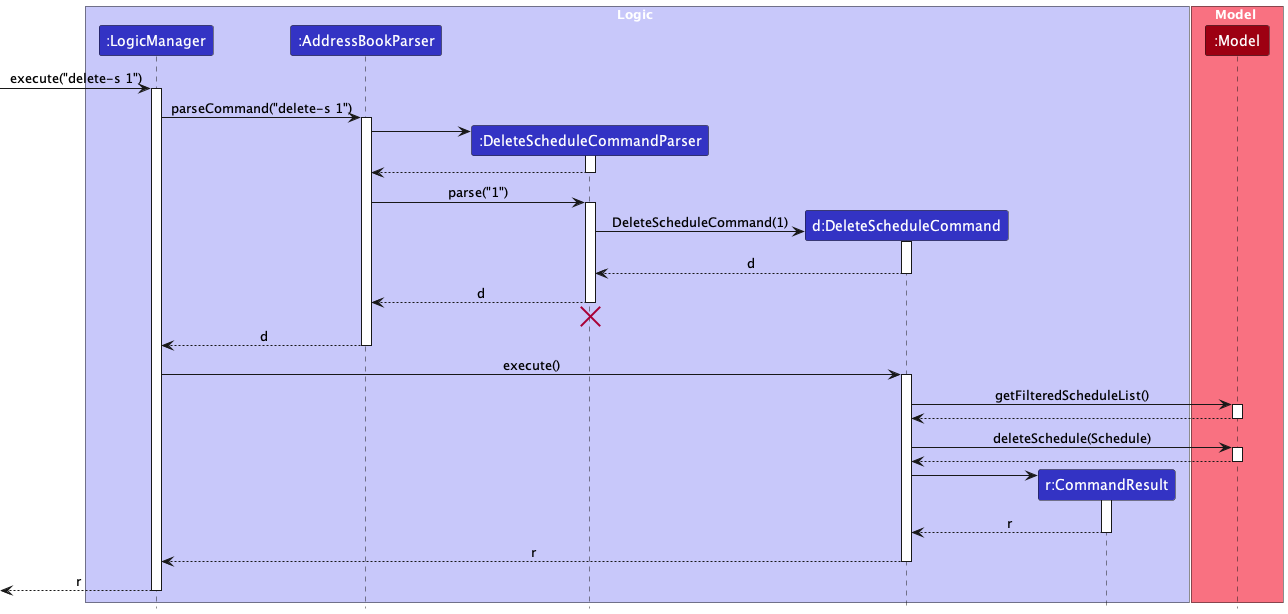 Logic
Model
:LogicManager
:AddressBookParser
:Model
execute("delete-s 1")
parseCommand("delete-s 1")
:DeleteScheduleCommandParser
parse("1")
DeleteScheduleCommand(1)
d:DeleteScheduleCommand
d
d
d
execute()
getFilteredScheduleList()
deleteSchedule(Schedule)
r:CommandResult
r
r
r